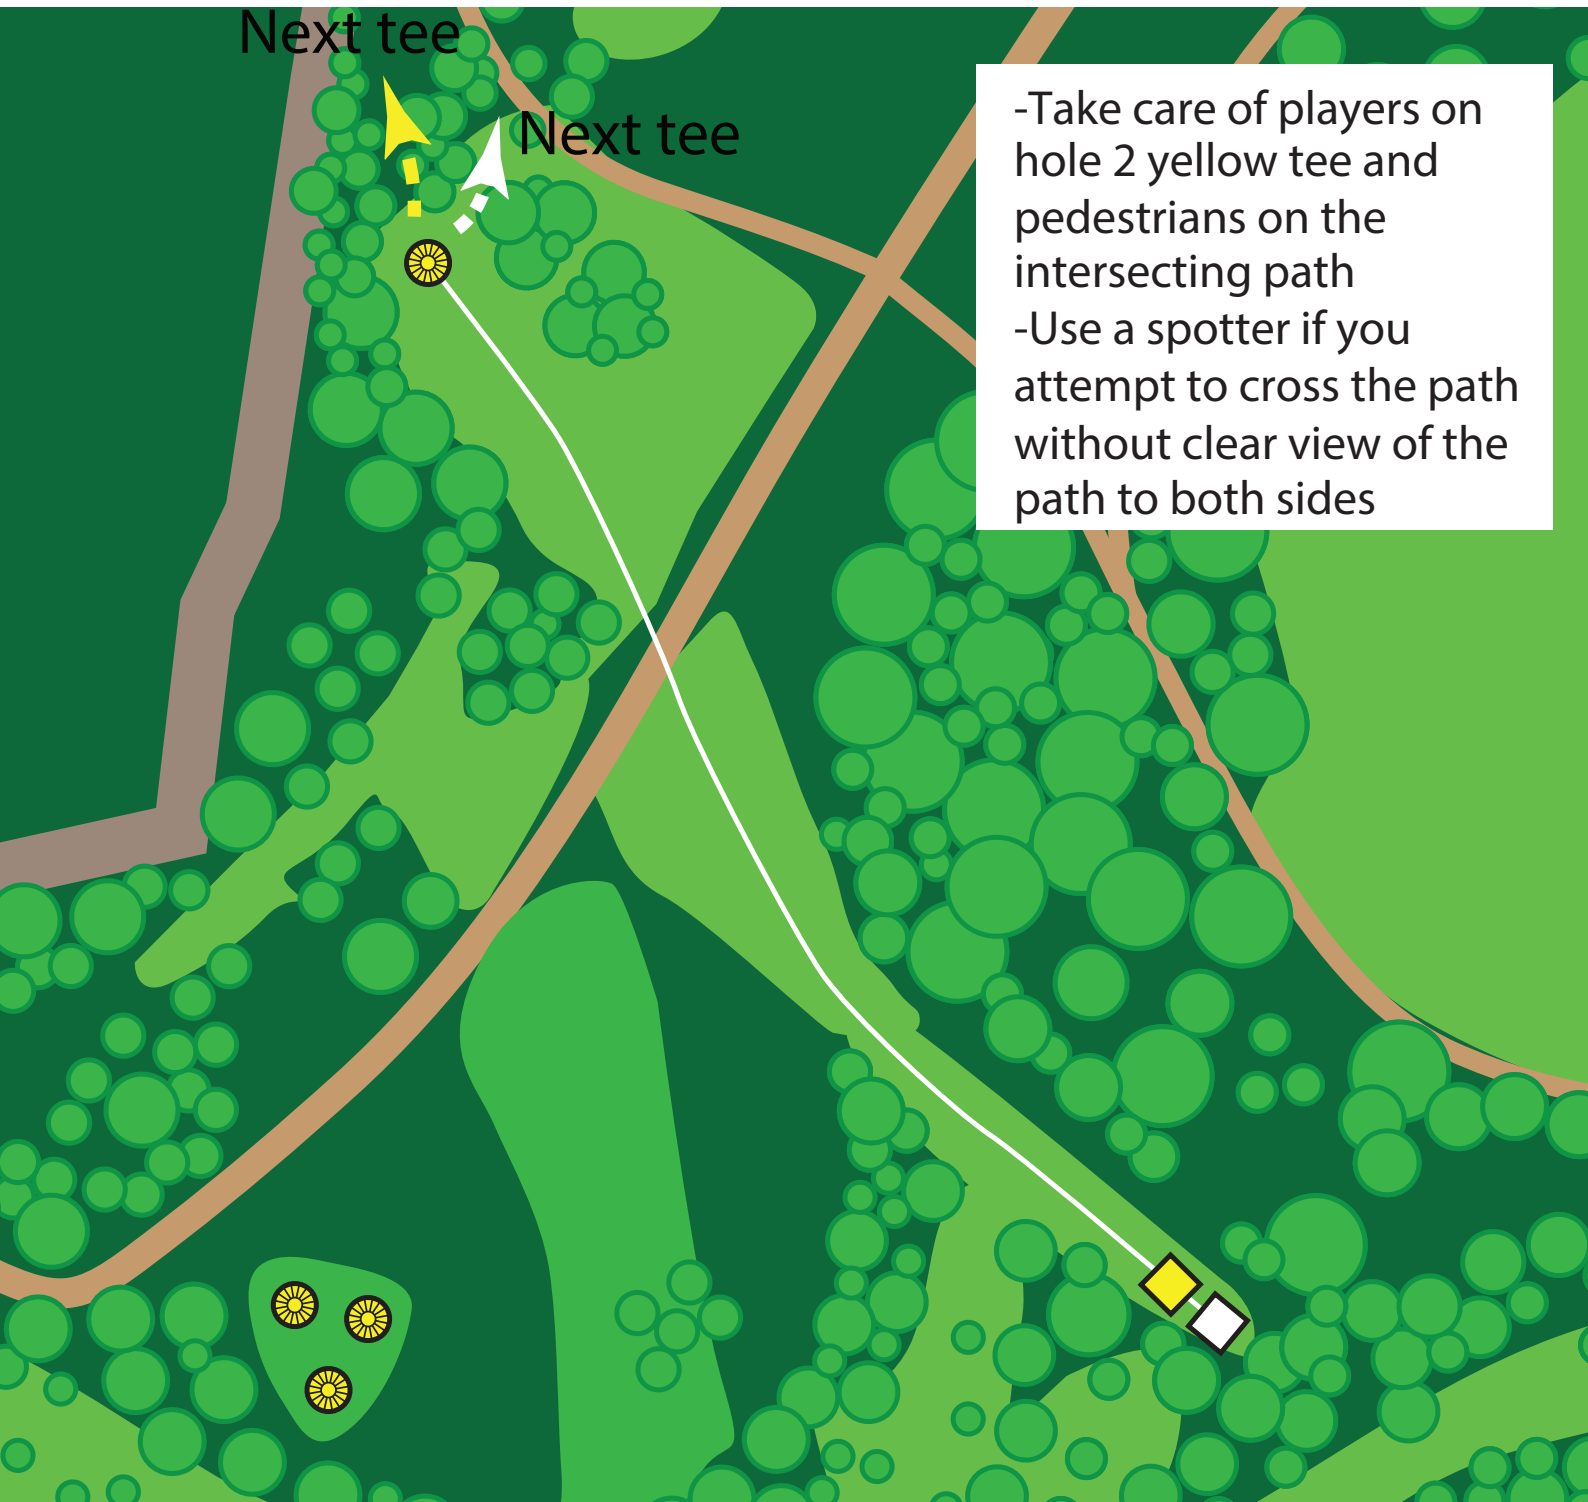 Next tee
Next tee
-Take care of players on
hole 2 yellow tee and
pedestrians on the
intersecting path
-Use a spotter if you
attempt to cross the path
without clear view of the
path to both sides